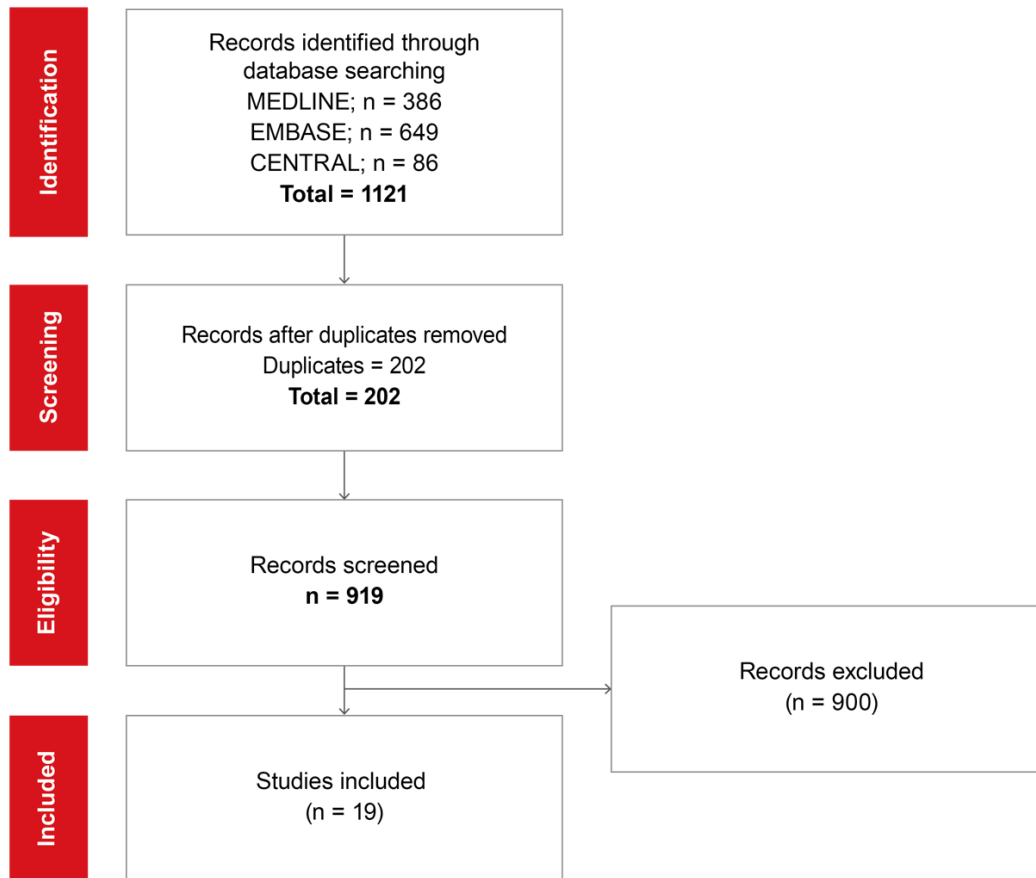 Identification
Records identified through
database searching
MEDLINE; n = 386
EMBASE; n = 649
CENTRAL; n = 86
Total = 1121
Screening
Records after duplicates removed
Duplicates = 202
Total = 202
Eligibility
Records screened
n = 919
Records excluded
(n = 900)
Included
Studies included
(n = 19)